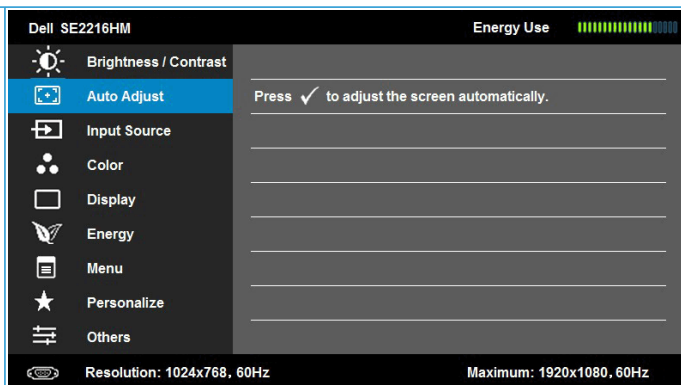 Dell SE2216HM Energy Use
Brightness / Contrast
Auto Adjust Press ✓ to adjust the screen automatically.
Input Source
Color
Display
Energy
Menu
Personalize
Others
Resolution: 1024x768, 60Hz Maximum: 1920x1080, 60Hz